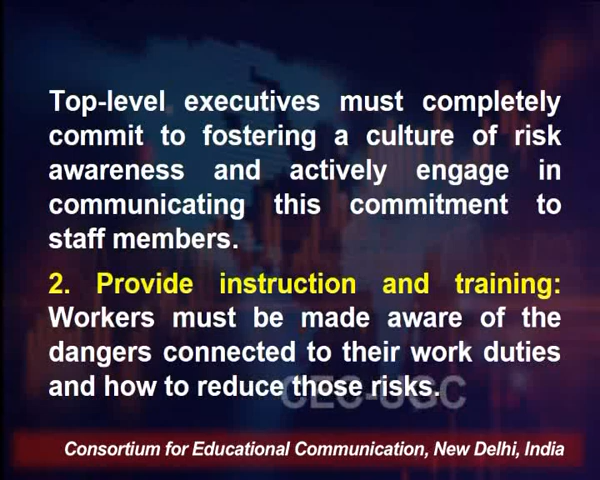 Top-level executives must completely
commit to fostering a culture of risk
awareness and actively engage in
communicating this commitment to
staff members.
2. Provide instruction and training:
Workers must be made aware of the
dangers connected to their work duties
and how to reduce those risks.
CEC-UGC
Consortium for Educational Communication, New Delhi, India